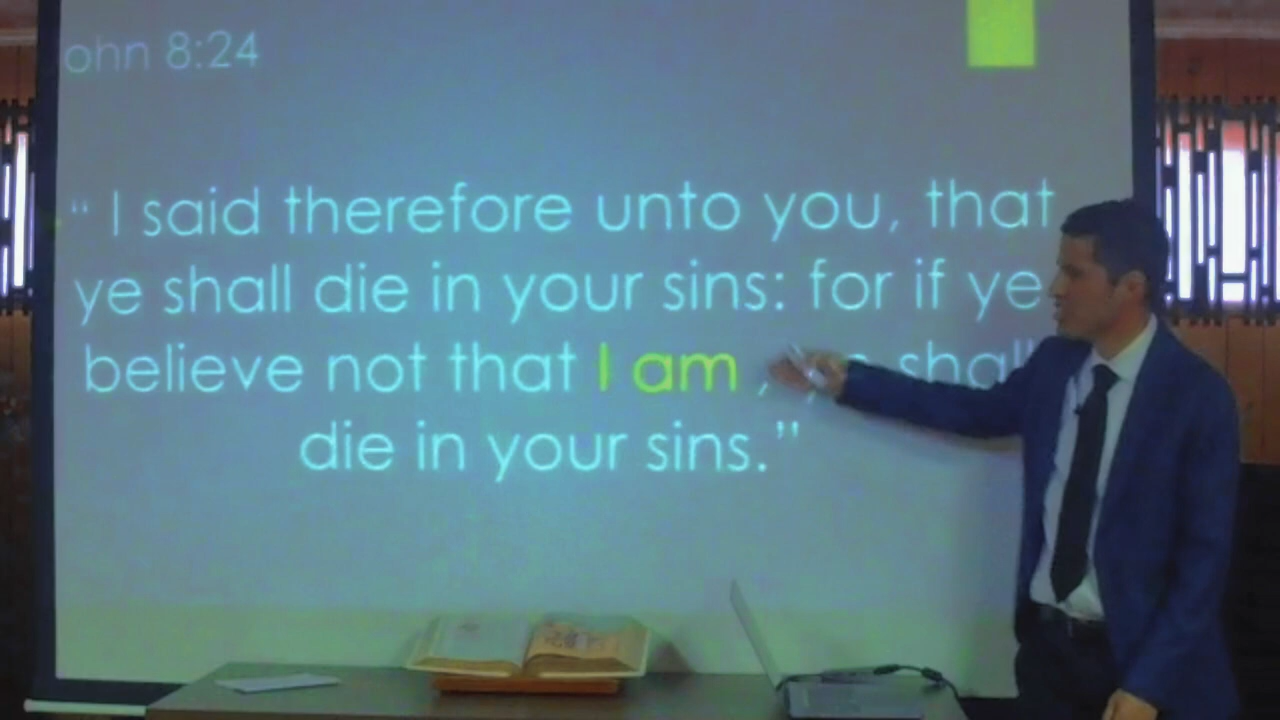 ohn 8:24
“ I said therefore unto you, that
ye shall die in your sins: for if ye
believe not that I am , shall
die in your sins.”